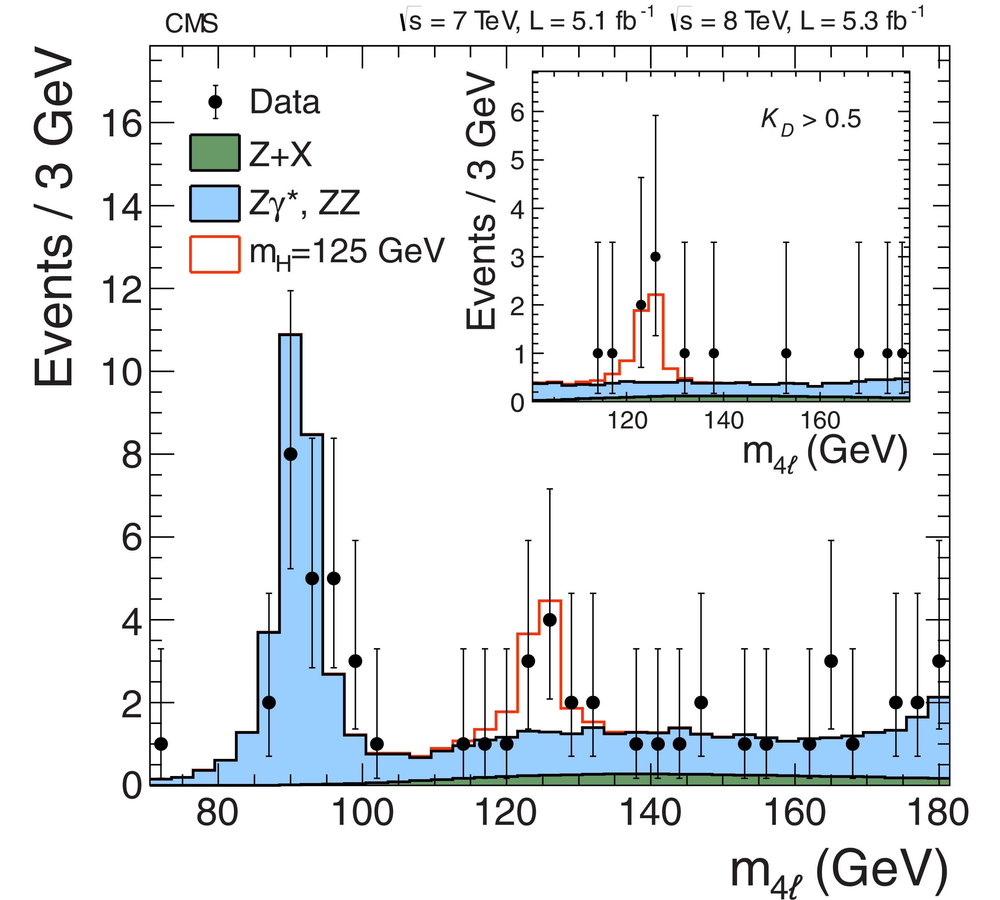 CMS √s = 7 TeV, L = 5.1 fb⁻¹ √s = 8 TeV, L = 5.3 fb⁻¹
Events / 3 GeV
16
14
12
10
8
6
4
2
0
Data
Z+X
Zγ*, ZZ
m_H=125 GeV
Events / 3 GeV
6
5
4
3
2
1
0
K_D > 0.5
120 140 160
m_4ℓ (GeV)
80 100 120 140 160 180
m_4ℓ (GeV)